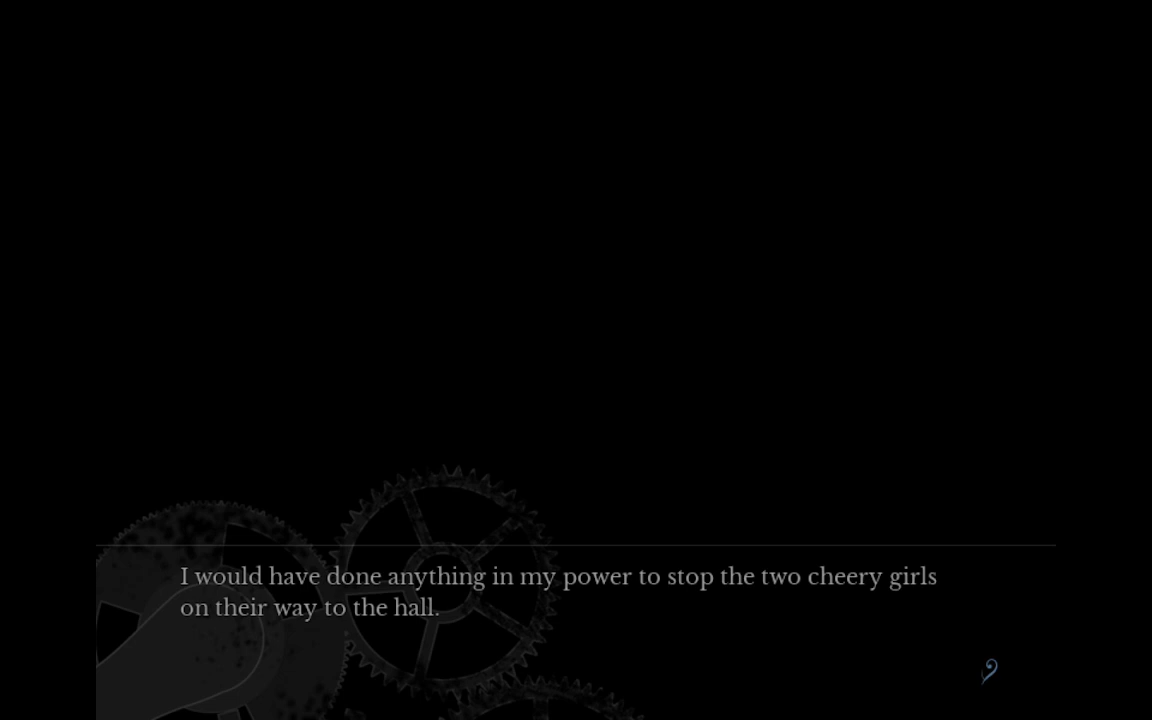 I would have done anything in my power to stop the two cheery girls
on their way to the hall.